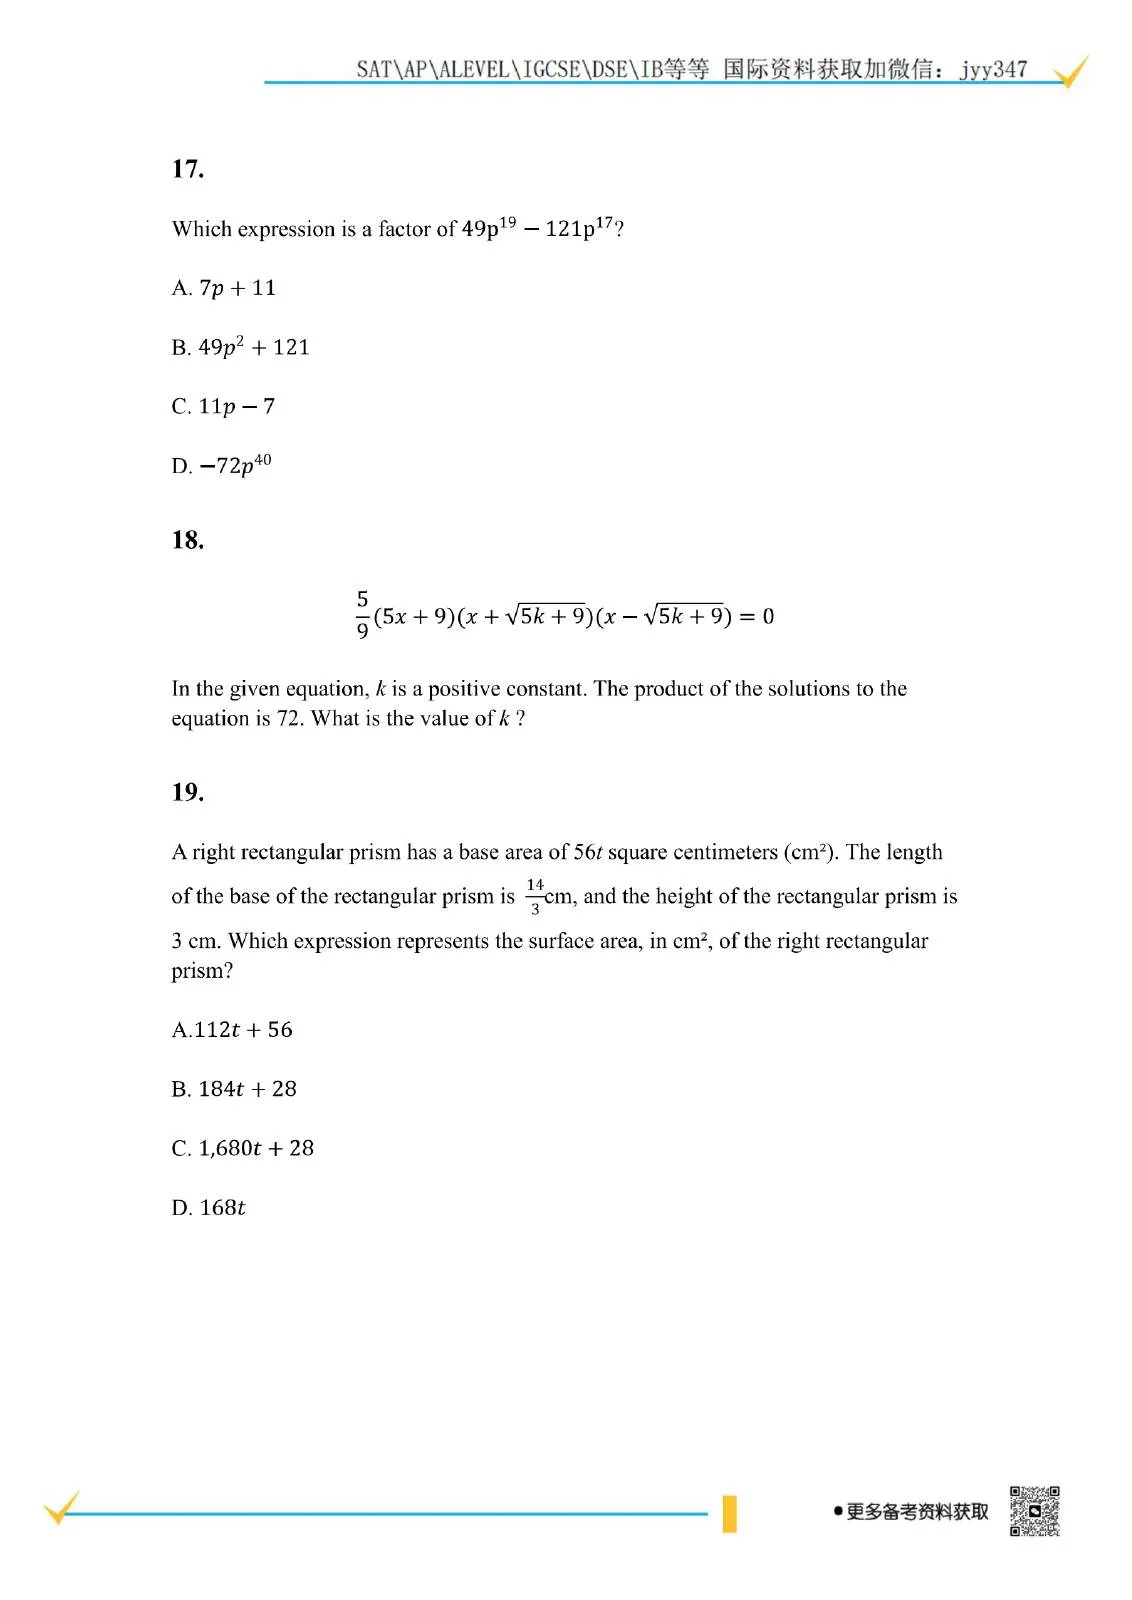 SAT\AP\ALEVEL\IGCSE\DSE\IB等等 国际资料获取加微信：jyy347
17.
Which expression is a factor of 49p¹⁹ − 121p¹⁷?
A. 7p + 11
B. 49p² + 121
C. 11p − 7
D. −72p⁴⁰
18.
5/9(5x + 9)(x + √(5k + 9))(x − √(5k + 9)) = 0
In the given equation, k is a positive constant. The product of the solutions to the
equation is 72. What is the value of k ?
19.
A right rectangular prism has a base area of 56t square centimeters (cm²). The length
of the base of the rectangular prism is 14/3cm, and the height of the rectangular prism is
3 cm. Which expression represents the surface area, in cm², of the right rectangular
prism?
A.112t + 56
B. 184t + 28
C. 1,680t + 28
D. 168t
•更多备考资料获取